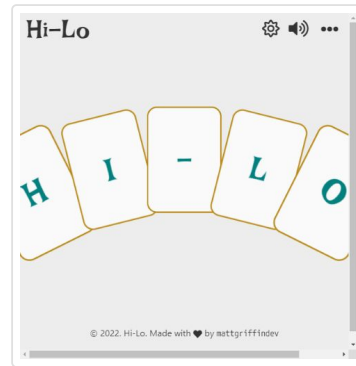 Hi-Lo
H I - L O
© 2022. Hi-Lo. Made with ♥ by mattgriffindev